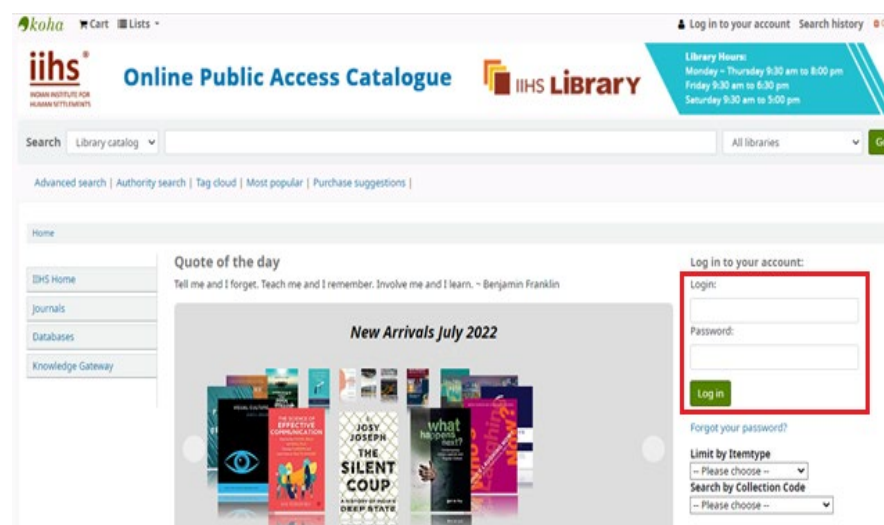 koha Cart Lists
Log in to your account Search history
iihs®
INDIAN INSTITUTE FOR
HUMAN SETTLEMENTS
Online Public Access Catalogue
IIHS LiBrarY
Library Hours:
Monday ~ Thursday 9:30 am to 8:00 pm
Friday 9:30 am to 6:30 pm
Saturday 9:30 am to 5:00 pm
Search Library catalog All libraries
Advanced search | Authority search | Tag cloud | Most popular | Purchase suggestions |
Home
IIHS Home
Journals
Databases
Knowledge Gateway
Quote of the day
Tell me and I forget. Teach me and I remember. Involve me and I learn. ~ Benjamin Franklin
New Arrivals July 2022
VISUAL CULTURE
THE SCIENCE OF
EFFECTIVE
COMMUNICATION
JOSY
JOSEPH
THE
SILENT
COUP
A HISTORY OF INDIA'S
DEEP STATE
what
happens
next?
Log in to your account:
Login:
Password:
Log in
Forgot your password?
Limit by Itemtype
-- Please choose --
Search by Collection Code
-- Please choose --